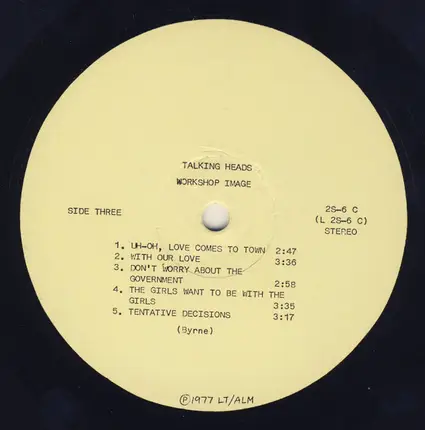 TALKING HEADS
WORKSHOP IMAGE
SIDE THREE
2S-6 C
(L 2S-6 C)
STEREO
1. UH-OH, LOVE COMES TO TOWN 2:47
2. WITH OUR LOVE 3:36
3. DON'T WORRY ABOUT THE
GOVERNMENT 2:58
4. THE GIRLS WANT TO BE WITH THE
GIRLS 3:35
5. TENTATIVE DECISIONS 3:17
(Byrne)
Ⓟ1977 LT/ALM